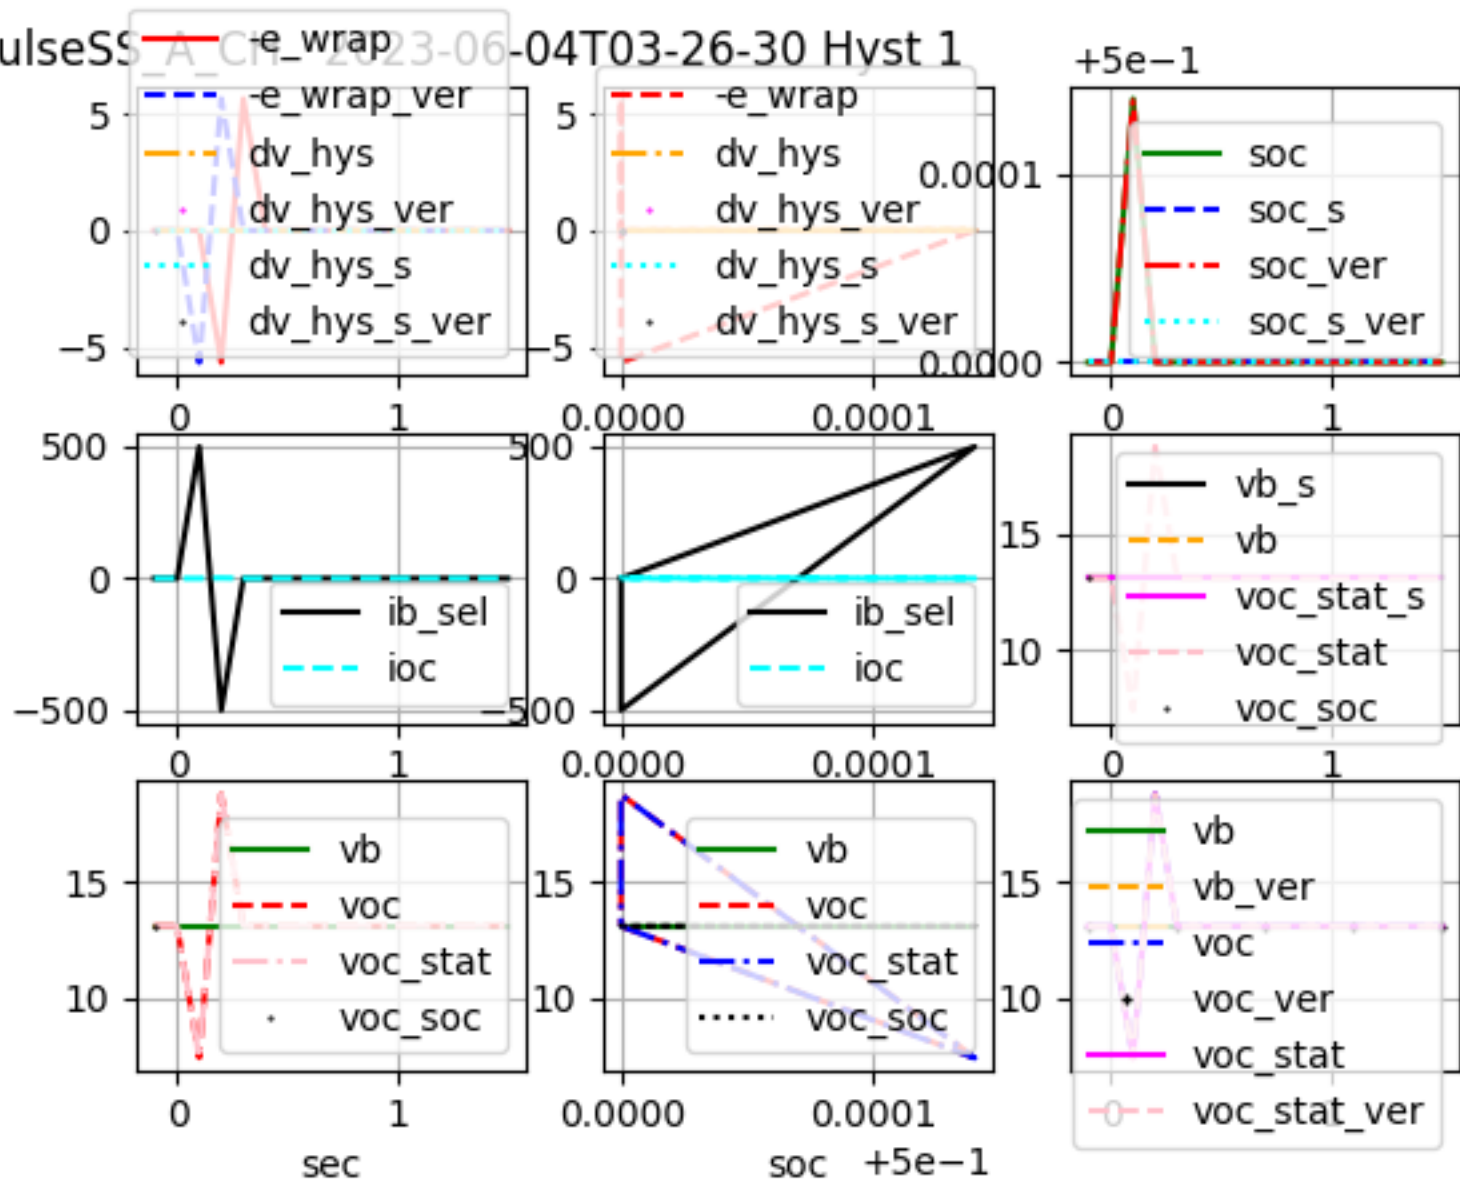 ulseSS_A_Ch 2023-06-04T03-26-30 Hyst 1
-e_wrap
-e_wrap_ver
dv_hys
dv_hys_ver
dv_hys_s
dv_hys_s_ver
5
0
−5
0 1
-e_wrap
dv_hys
dv_hys_ver
dv_hys_s
dv_hys_s_ver
5
0
−5
0.0000 0.0001
+5e−1
soc
soc_s
soc_ver
soc_s_ver
0.0001
0.0000
0 1
500
0
−500
ib_sel
ioc
0 1
500
0
−500
ib_sel
ioc
0.0000 0.0001
15
10
vb_s
vb
voc_stat_s
voc_stat
voc_soc
0 1
15
10
vb
voc
voc_stat
voc_soc
0 1
sec
15
10
vb
voc
voc_stat
voc_soc
0.0000 0.0001
soc +5e−1
15
10
vb
vb_ver
voc
voc_ver
voc_stat
voc_stat_ver
0